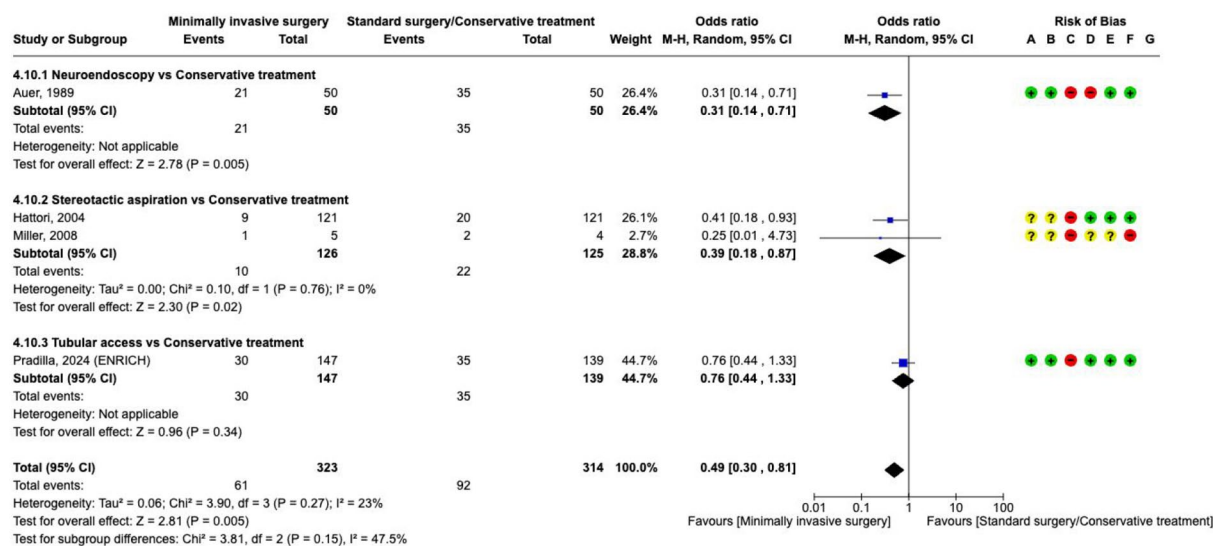 Minimally invasive surgery Standard surgery/Conservative treatment Odds ratio Odds ratio Risk of Bias
Study or Subgroup Events Total Events Total Weight M-H, Random, 95% CI M-H, Random, 95% CI A B C D E F G
4.10.1 Neuroendoscopy vs Conservative treatment
Auer, 1989 21 50 35 50 26.4% 0.31 [0.14 , 0.71] + + − − + +
Subtotal (95% CI) 50 50 26.4% 0.31 [0.14 , 0.71]
Total events: 21 35
Heterogeneity: Not applicable
Test for overall effect: Z = 2.78 (P = 0.005)
4.10.2 Stereotactic aspiration vs Conservative treatment
Hattori, 2004 9 121 20 121 26.1% 0.41 [0.18 , 0.93] ? ? − + + +
Miller, 2008 1 5 2 4 2.7% 0.25 [0.01 , 4.73] ? ? − ? ? −
Subtotal (95% CI) 126 125 28.8% 0.39 [0.18 , 0.87]
Total events: 10 22
Heterogeneity: Tau² = 0.00; Chi² = 0.10, df = 1 (P = 0.76); I² = 0%
Test for overall effect: Z = 2.30 (P = 0.02)
4.10.3 Tubular access vs Conservative treatment
Pradilla, 2024 (ENRICH) 30 147 35 139 44.7% 0.76 [0.44 , 1.33] + + − + + +
Subtotal (95% CI) 147 139 44.7% 0.76 [0.44 , 1.33]
Total events: 30 35
Heterogeneity: Not applicable
Test for overall effect: Z = 0.96 (P = 0.34)
Total (95% CI) 323 314 100.0% 0.49 [0.30 , 0.81]
Total events: 61 92
Heterogeneity: Tau² = 0.06; Chi² = 3.90, df = 3 (P = 0.27); I² = 23%
0.01 0.1 1 10 100
Test for overall effect: Z = 2.81 (P = 0.005)
Favours [Minimally invasive surgery] Favours [Standard surgery/Conservative treatment]
Test for subgroup differences: Chi² = 3.81, df = 2 (P = 0.15), I² = 47.5%